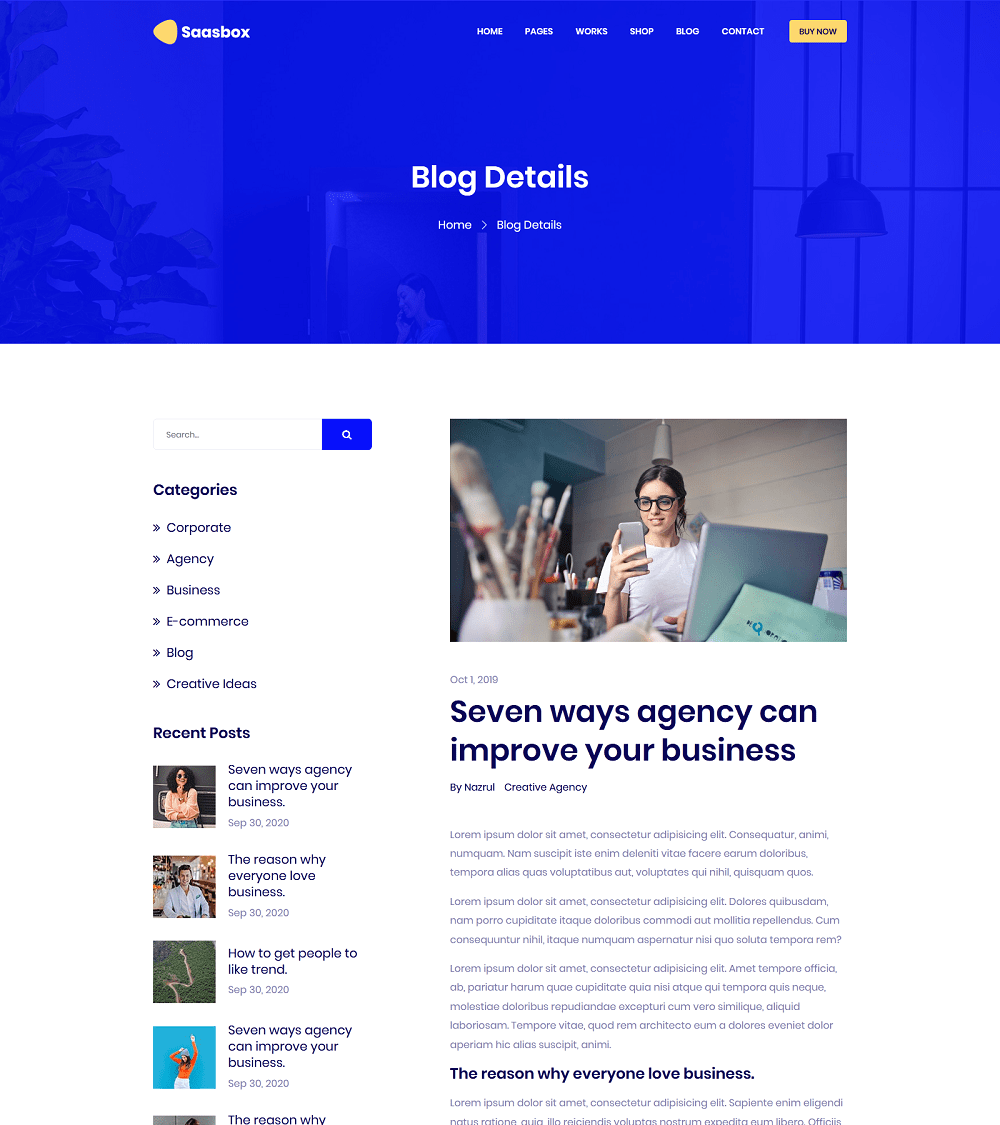 Saasbox
HOME
PAGES
WORKS
SHOP
BLOG
CONTACT
BUY NOW
Blog Details
Home
Blog Details
Search...
Categories
Corporate
Agency
Business
E-commerce
Blog
Creative Ideas
Recent Posts
Seven ways agency
can improve your
business.
Sep 30, 2020
The reason why
everyone love
business.
Sep 30, 2020
How to get people to
like trend.
Sep 30, 2020
Seven ways agency
can improve your
business.
Sep 30, 2020
The reason why
Oct 1, 2019
Seven ways agency can
improve your business
By Nazrul Creative Agency
Lorem ipsum dolor sit amet, consectetur adipisicing elit. Consequatur, animi,
numquam. Nam suscipit iste enim deleniti vitae facere earum doloribus,
tempora alias quas voluptatibus aut, voluptates qui nihil, quisquam quos.
Lorem ipsum dolor sit amet, consectetur adipisicing elit. Dolores quibusdam,
nam porro cupiditate itaque doloribus commodi aut mollitia repellendus. Cum
consequuntur nihil, itaque numquam aspernatur nisi quo soluta tempora rem?
Lorem ipsum dolor sit amet, consectetur adipisicing elit. Amet tempore officia,
ab, pariatur harum quae cupiditate quia nisi atque qui tempora quis neque,
molestiae doloribus repudiandae excepturi cum vero similique, aliquid
laboriosam. Tempore vitae, quod rem architecto eum a dolores eveniet dolor
aperiam hic alias suscipit, animi.
The reason why everyone love business.
Lorem ipsum dolor sit amet, consectetur adipisicing elit. Sapiente enim eligendi
natus ratione, quia, illo reiciendis voluptas nostrum expedita eum libero. Officiis